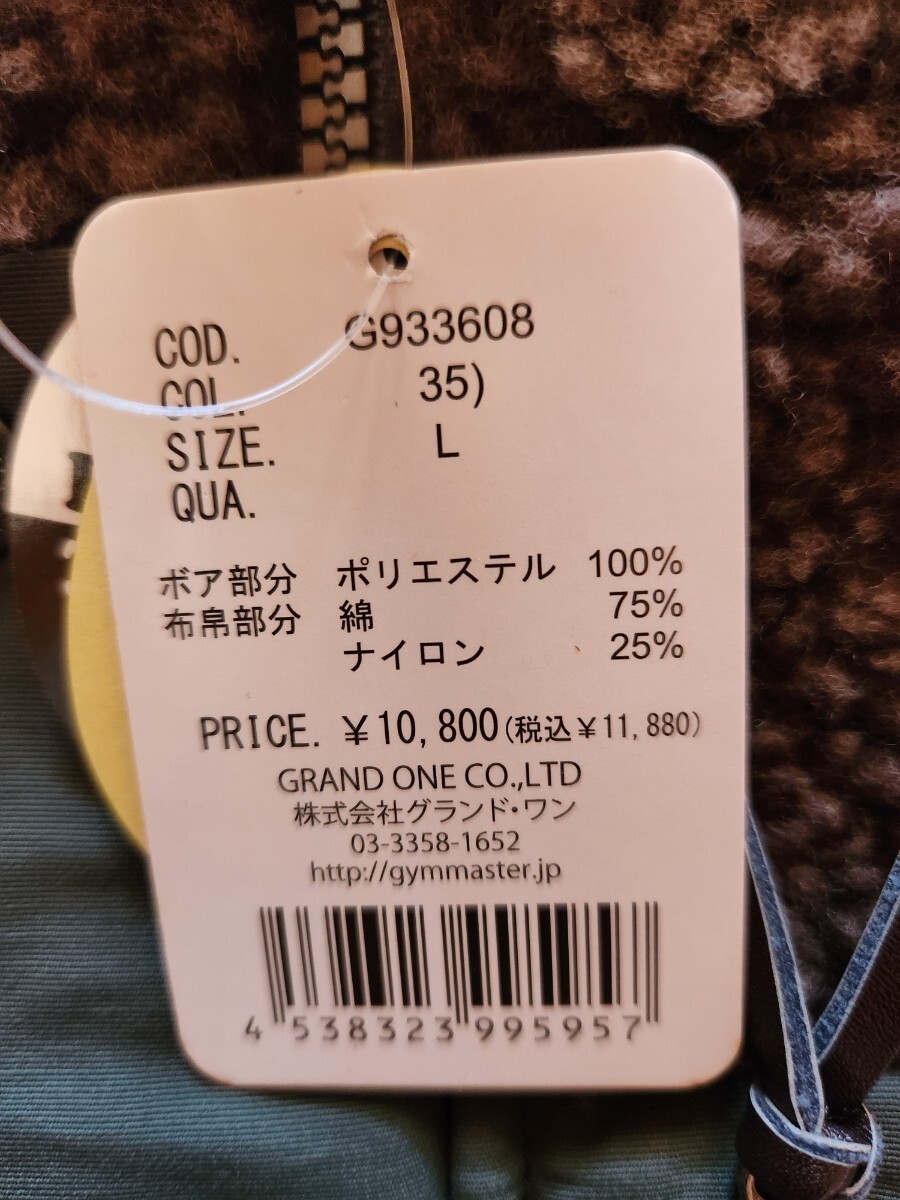 COD. G933608
COL. 35)
SIZE. L
QUA.
ボア部分 ポリエステル 100%
布帛部分 綿 75%
ナイロン 25%
PRICE. ¥10,800(税込¥11,880)
GRAND ONE CO.,LTD
株式会社グランド・ワン
03-3358-1652
http://gymmaster.jp
4 538323 995957